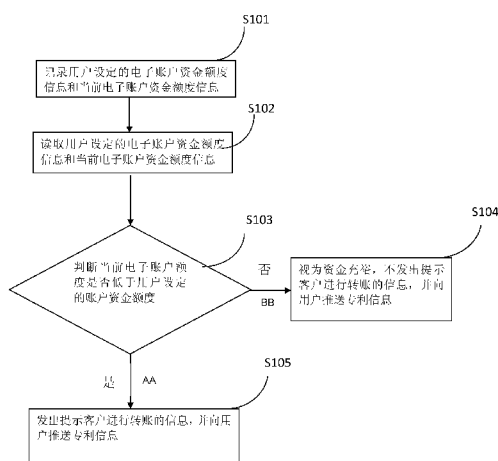 S101
记录用户设定的电子账户资金额度
信息和当前电子账户资金额度信息
S102
读取用户设定的电子账户资金额度
信息和当前电子账户资金额度信息
S103
判断当前电子账户额
度是否低于用户设定
的账户资金额度
S104
否
BB
视为资金充裕，不发出提示
客户进行转账的信息，并向
用户推送专利信息
是
AA
S105
发出提示客户进行转账的信息，并向用
户推送专利信息